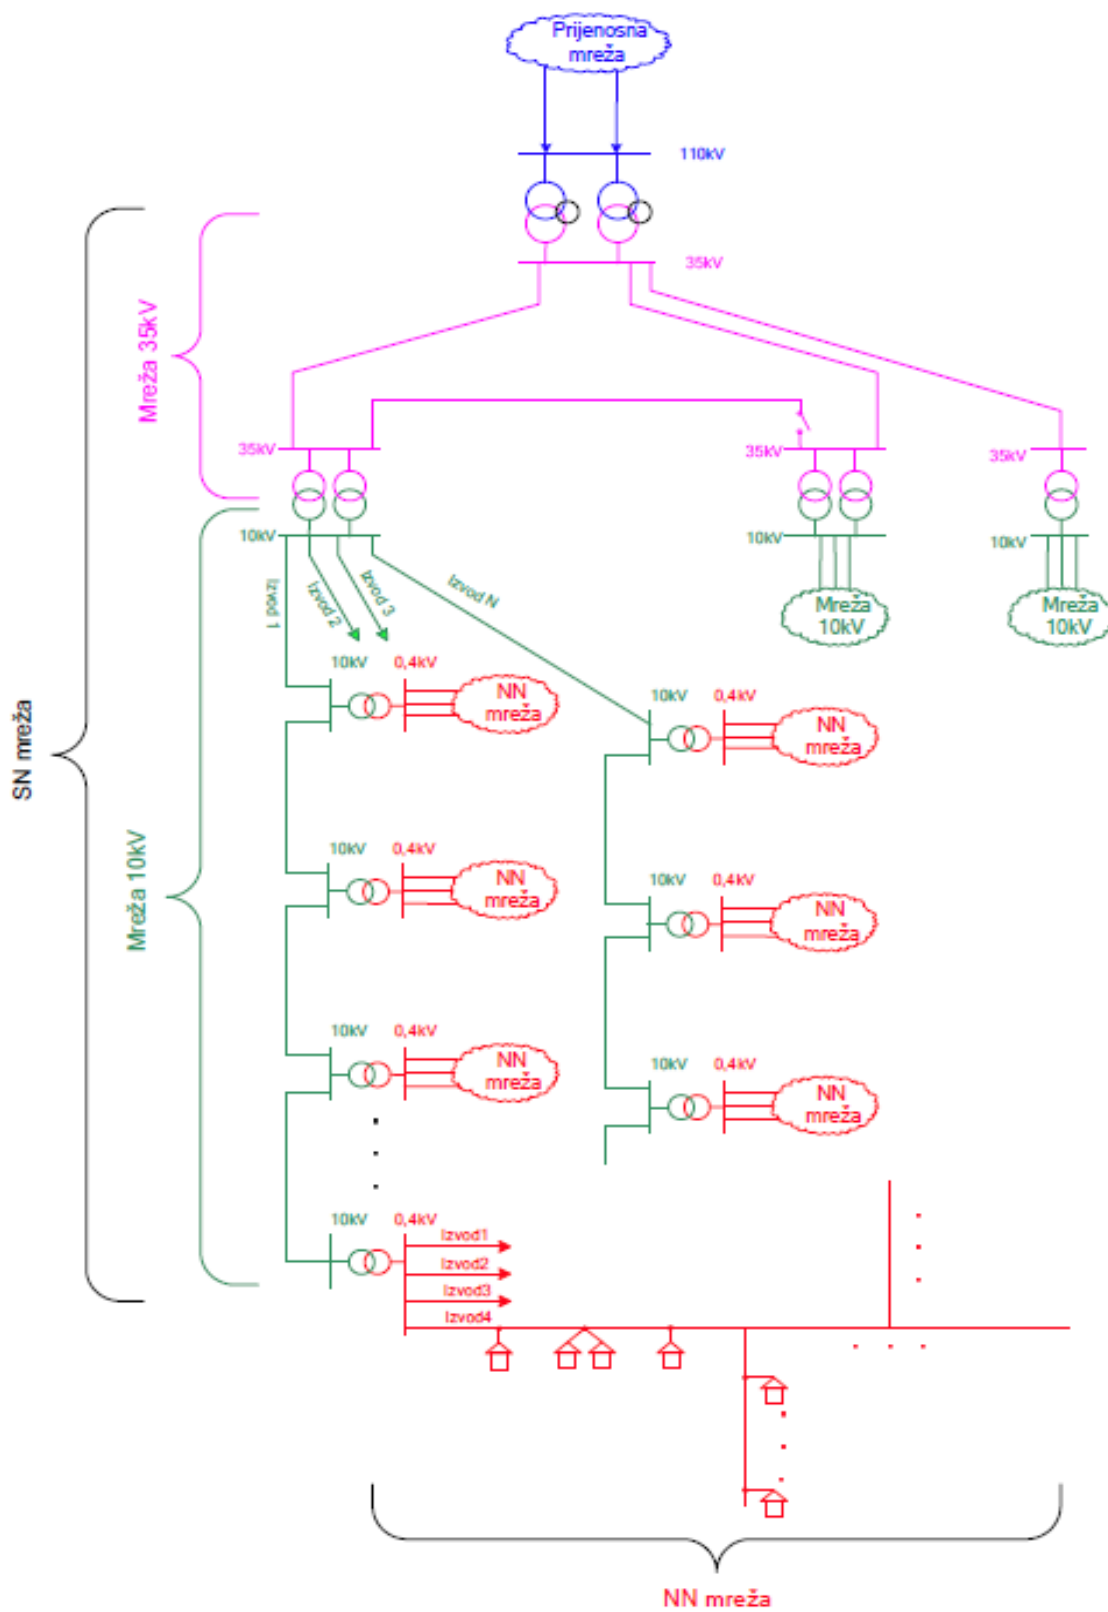 Prijenosna
mreža
110kV
35kV
Mreža 35kV
35kV
35kV
35kV
10kV
10kV
10kV
Izvod 1
Izvod 2
Izvod 3
Izvod N
Mreža
10kV
Mreža
10kV
SN mreža
Mreža 10kV
10kV 0,4kV
NN
mreža
10kV 0,4kV
NN
mreža
10kV 0,4kV
NN
mreža
10kV 0,4kV
NN
mreža
10kV 0,4kV
NN
mreža
10kV 0,4kV
NN
mreža
10kV 0,4kV
Izvod1
Izvod2
Izvod3
Izvod4
NN mreža